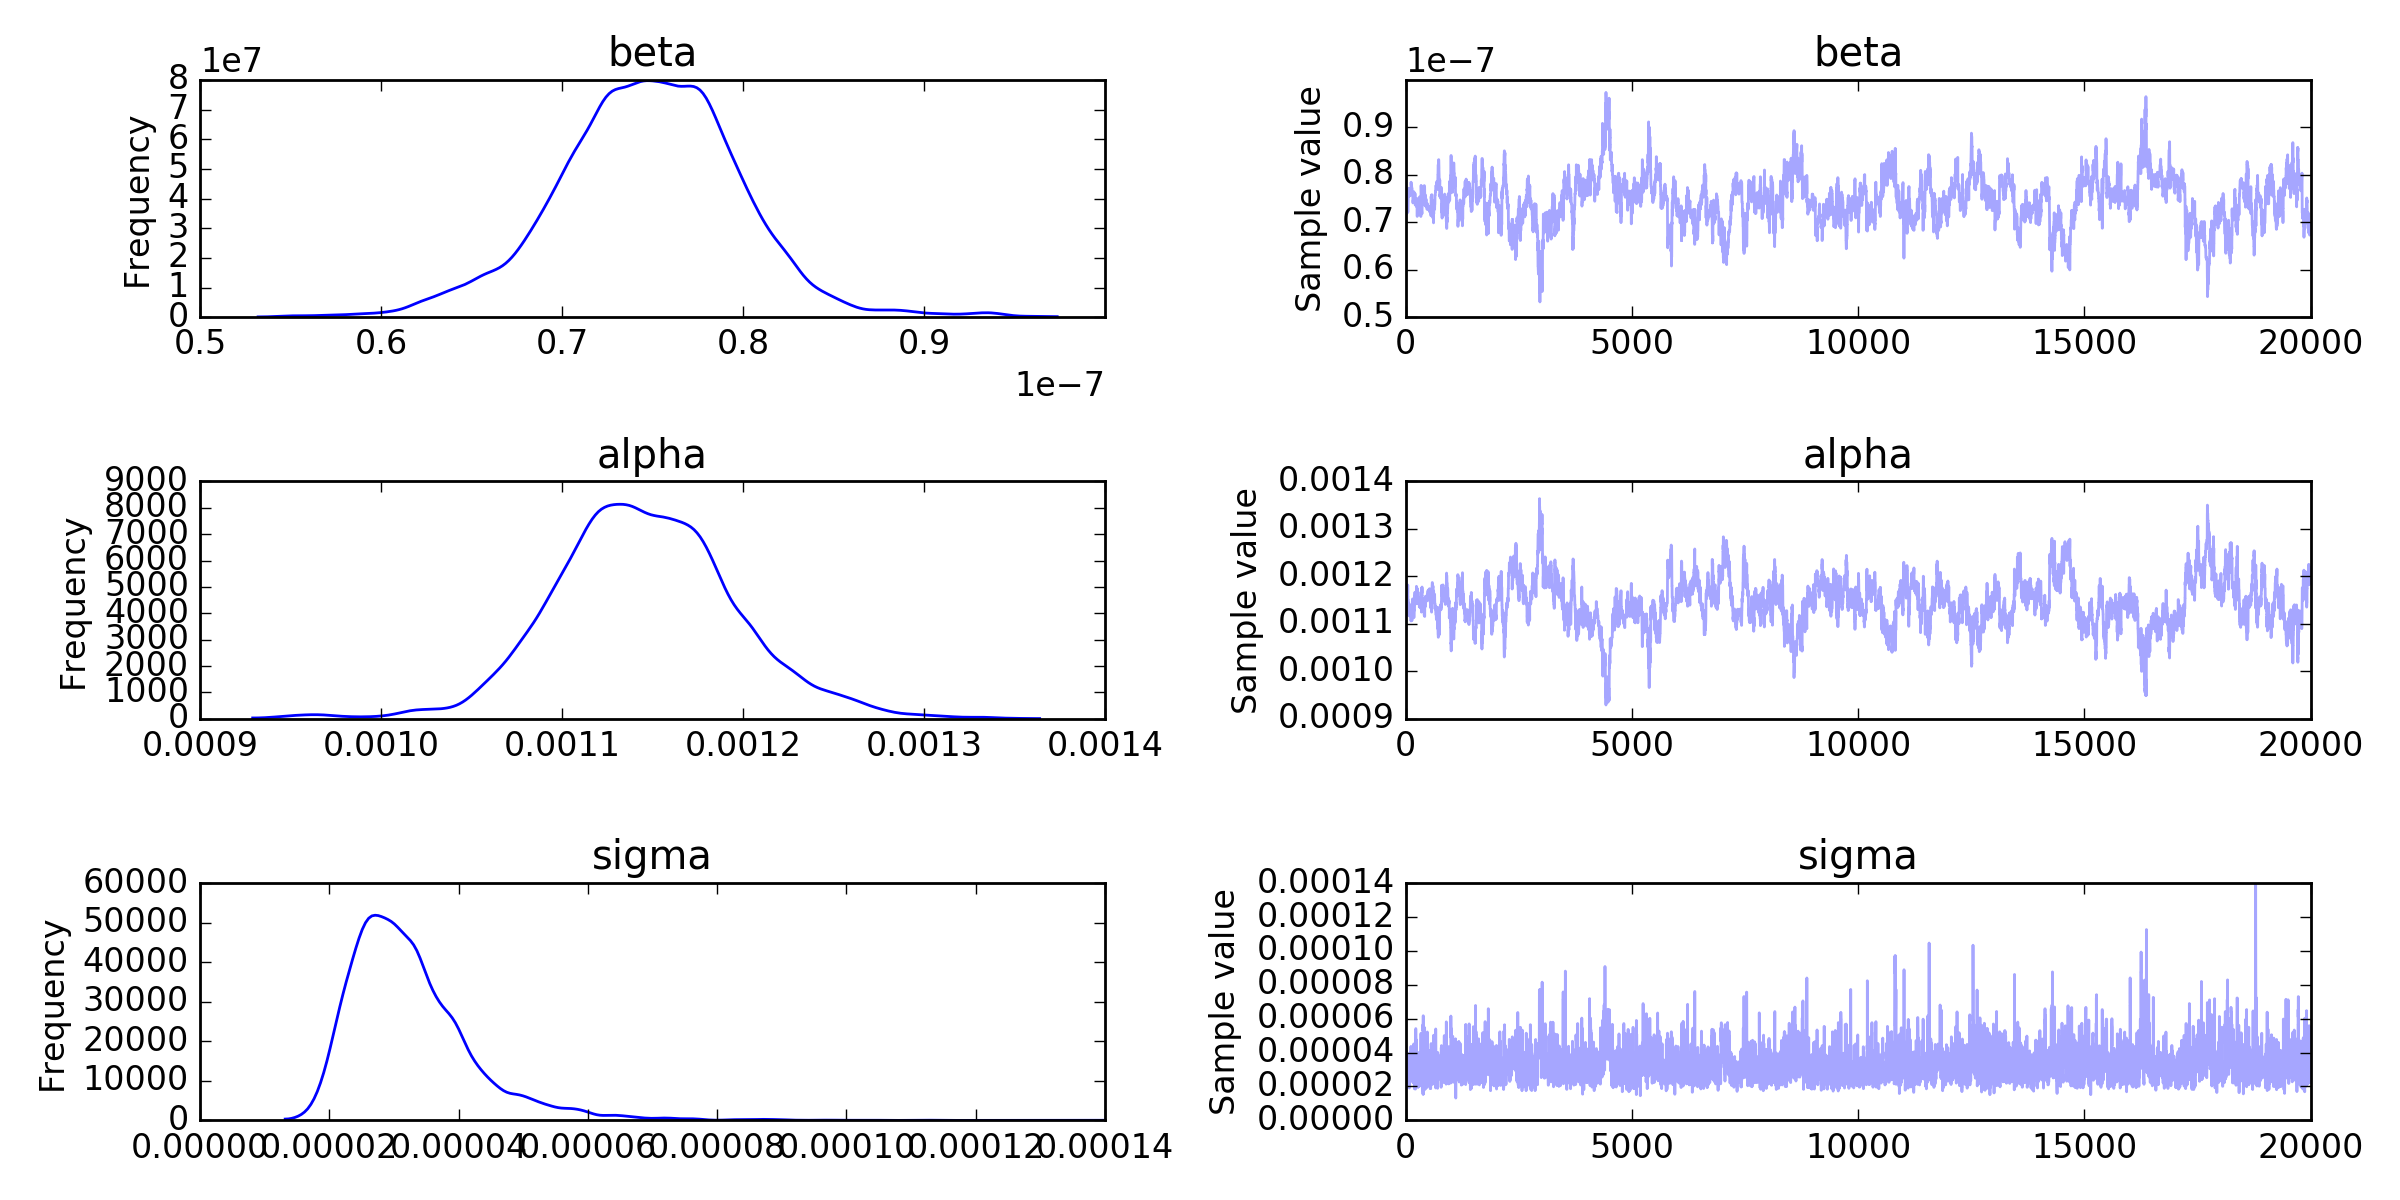 beta
1e7
Frequency
8
7
6
5
4
3
2
1
0
0.5 0.6 0.7 0.8 0.9
1e−7
beta
1e−7
Sample value
0.9
0.8
0.7
0.6
0.5
0 5000 10000 15000 20000
alpha
Frequency
9000
8000
7000
6000
5000
4000
3000
2000
1000
0
0.0009 0.0010 0.0011 0.0012 0.0013 0.0014
alpha
Sample value
0.0014
0.0013
0.0012
0.0011
0.0010
0.0009
0 5000 10000 15000 20000
sigma
Frequency
60000
50000
40000
30000
20000
10000
0
0.00000 0.00002 0.00004 0.00006 0.00008 0.00010 0.00012 0.00014
sigma
Sample value
0.00014
0.00012
0.00010
0.00008
0.00006
0.00004
0.00002
0.00000
0 5000 10000 15000 20000